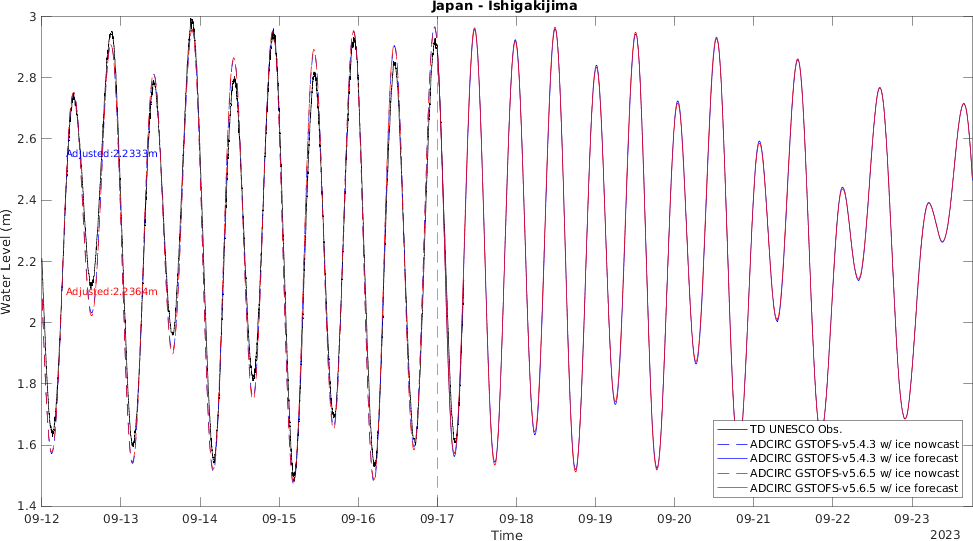 Japan - Ishigakijima
Water Level (m)
3
2.8
2.6
2.4
2.2
2
1.8
1.6
1.4
Adjusted:2.2333m
Adjusted:2.2364m
TD UNESCO Obs.
ADCIRC GSTOFS-v5.4.3 w/ ice nowcast
ADCIRC GSTOFS-v5.4.3 w/ ice forecast
ADCIRC GSTOFS-v5.6.5 w/ ice nowcast
ADCIRC GSTOFS-v5.6.5 w/ ice forecast
09-12 09-13 09-14 09-15 09-16 09-17 09-18 09-19 09-20 09-21 09-22 09-23
Time
2023